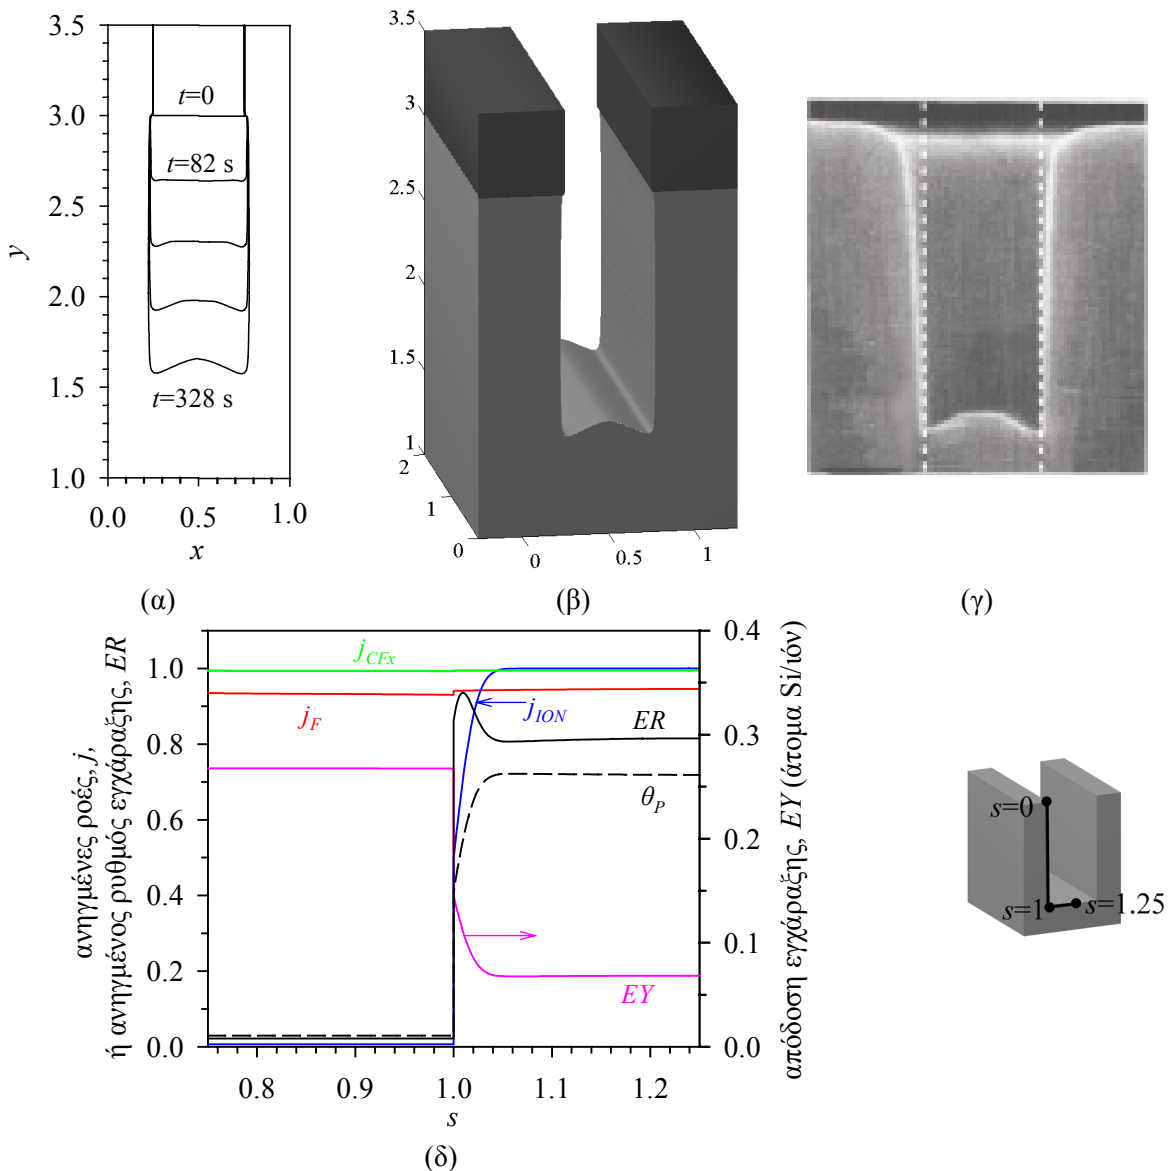 3.5
3.0
2.5
2.0
1.5
1.0
y
t=0
t=82 s
t=328 s
0.0 0.5 1.0
x
(α)
3.5
3
2.5
2
1.5
1
2
1
0
0 0.5 1
(β)
(γ)
ανηγμένες ροές, j,
ή ανηγμένος ρυθμός εγχάραξης, ER
1.0
0.8
0.6
0.4
0.2
0.0
j_CFx
j_F
j_ION
ER
θ_P
EY
0.4
0.3
0.2
0.1
0.0
απόδοση εγχάραξης, EY (άτομα Si/ιόν)
0.8 0.9 1.0 1.1 1.2
s
(δ)
s=0
s=1
s=1.25